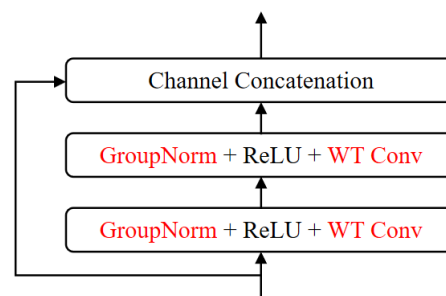 Channel Concatenation
GroupNorm + ReLU + WT Conv
GroupNorm + ReLU + WT Conv